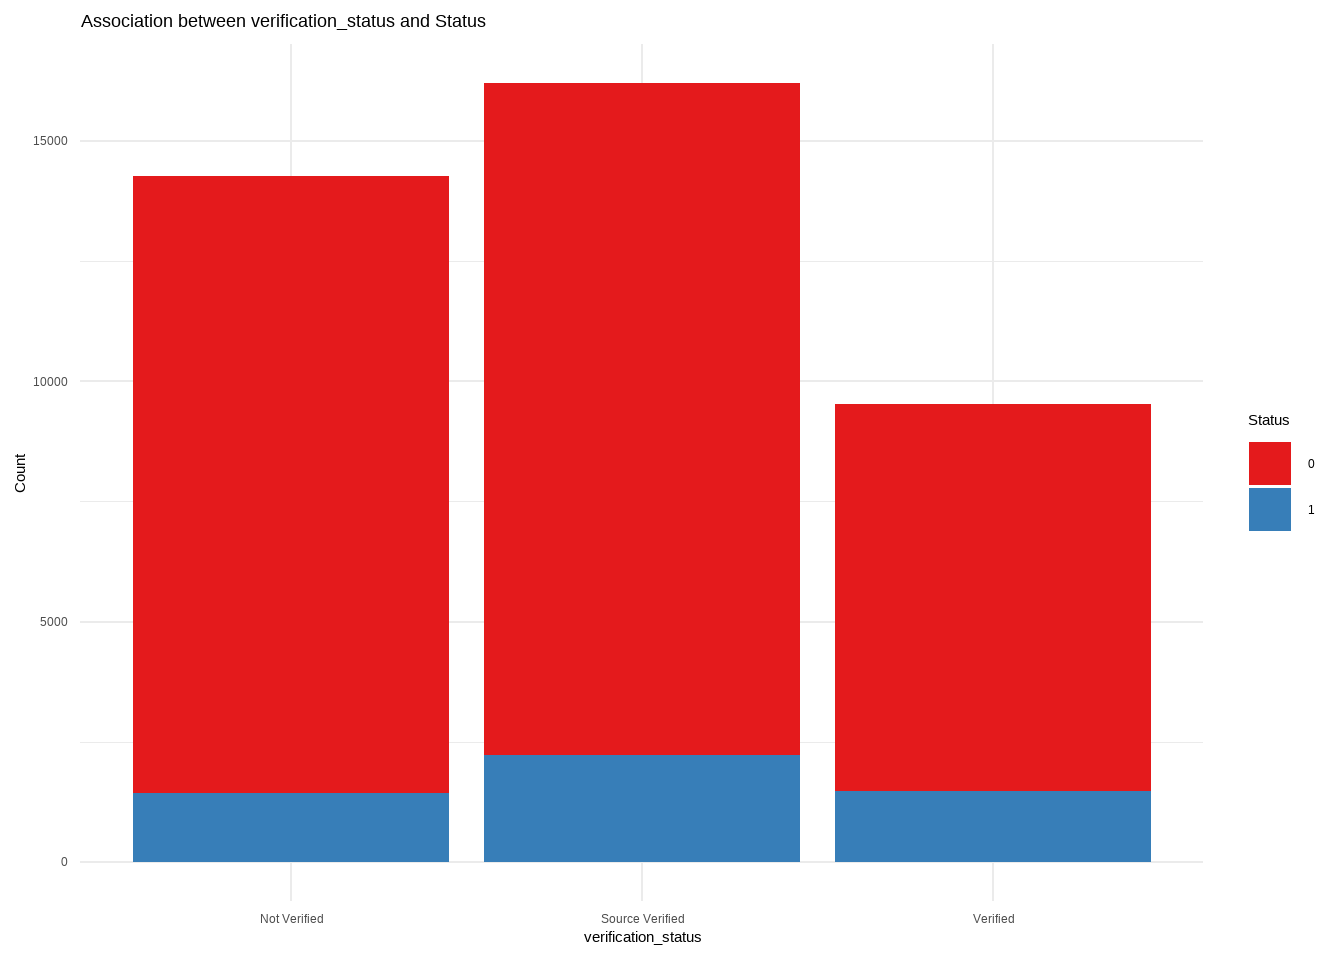 Association between verification_status and Status
15000
10000
5000
0
Count
Not Verified
Source Verified
Verified
verification_status
Status
0
1